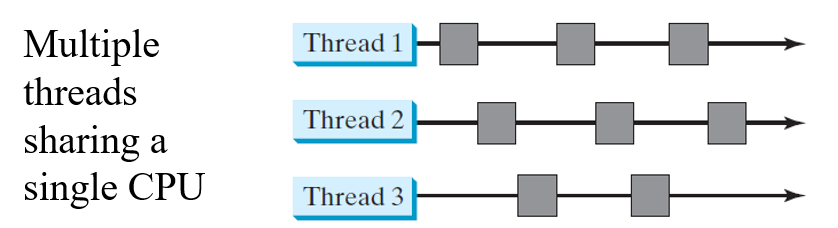 Multiple
threads
sharing a
single CPU
Thread 1
Thread 2
Thread 3